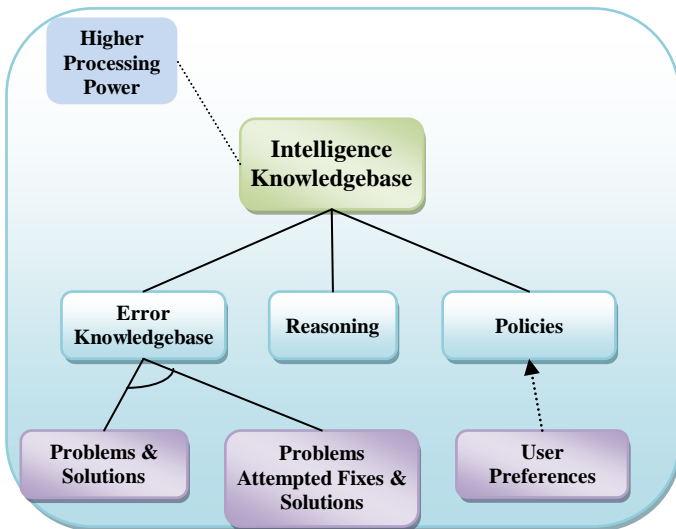 Higher
Processing
Power
Intelligence
Knowledgebase
Error
Knowledgebase
Reasoning
Policies
Problems &
Solutions
Problems
Attempted Fixes &
Solutions
User
Preferences